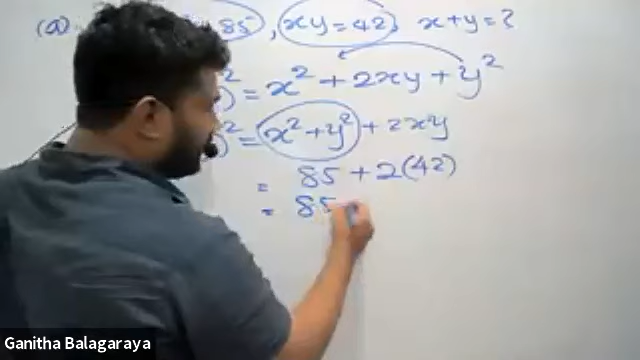 (a) 85, xy = 42, x + y = ?
)² = x² + 2xy + y²
)² = x² + y² + 2xy
= 85 + 2(42)
= 85
Ganitha Balagaraya